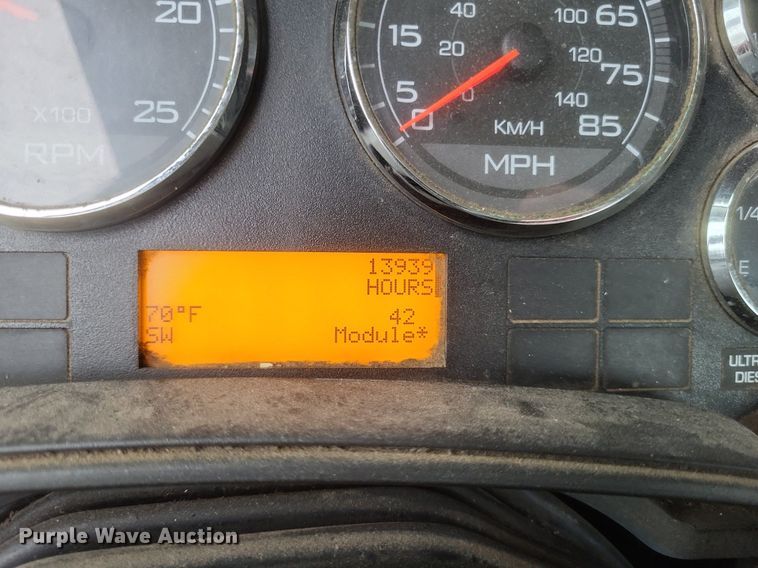 20
25
X100
RPM
40
100
65
15
20
120
75
5
0
140
0
KM/H
85
MPH
1/4
E
13939
HOURS
70°F
42
SW
Module*
ULTR
DIES
Purple Wave Auction